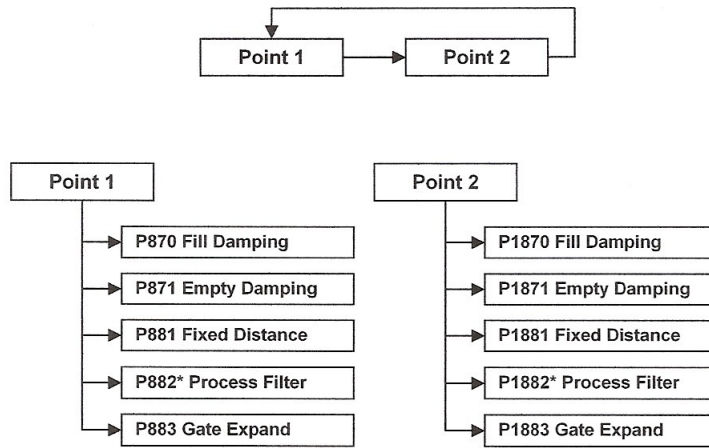 Point 1
Point 2
Point 1
P870 Fill Damping
P871 Empty Damping
P881 Fixed Distance
P882* Process Filter
P883 Gate Expand
Point 2
P1870 Fill Damping
P1871 Empty Damping
P1881 Fixed Distance
P1882* Process Filter
P1883 Gate Expand